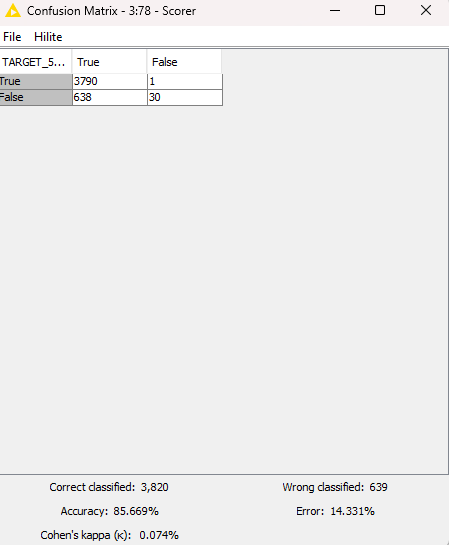 Confusion Matrix - 3:78 - Scorer
File Hilite
TARGET_5... True False
True 3790 1
False 638 30
Correct classified: 3,820 Wrong classified: 639
Accuracy: 85.669% Error: 14.331%
Cohen's kappa (κ): 0.074%